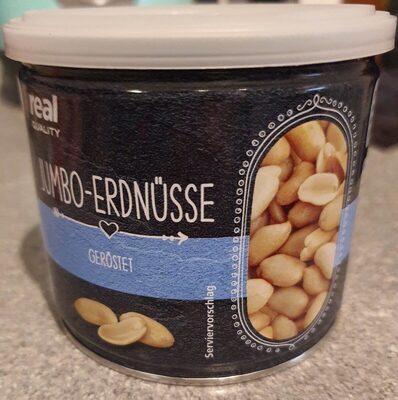 real
QUALITY
JUMBO-ERDNÜSSE
GERÖSTET
Serviervorschlag